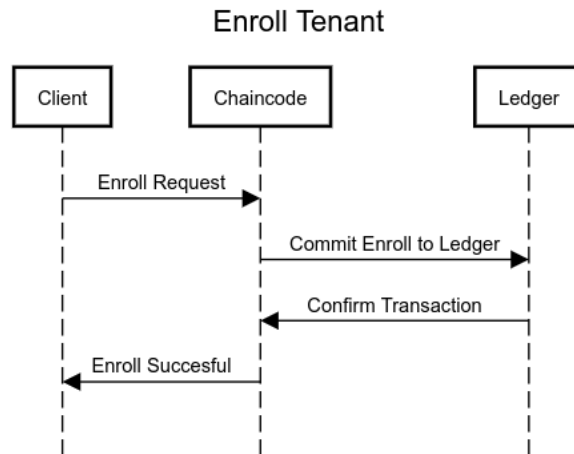 Enroll Tenant
Client
Chaincode
Ledger
Enroll Request
Commit Enroll to Ledger
Confirm Transaction
Enroll Succesful